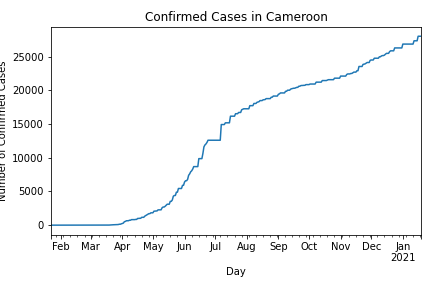 Confirmed Cases in Cameroon
Number of Confirmed Cases
25000
20000
15000
10000
5000
0
Feb Mar Apr May Jun Jul Aug Sep Oct Nov Dec Jan
2021
Day